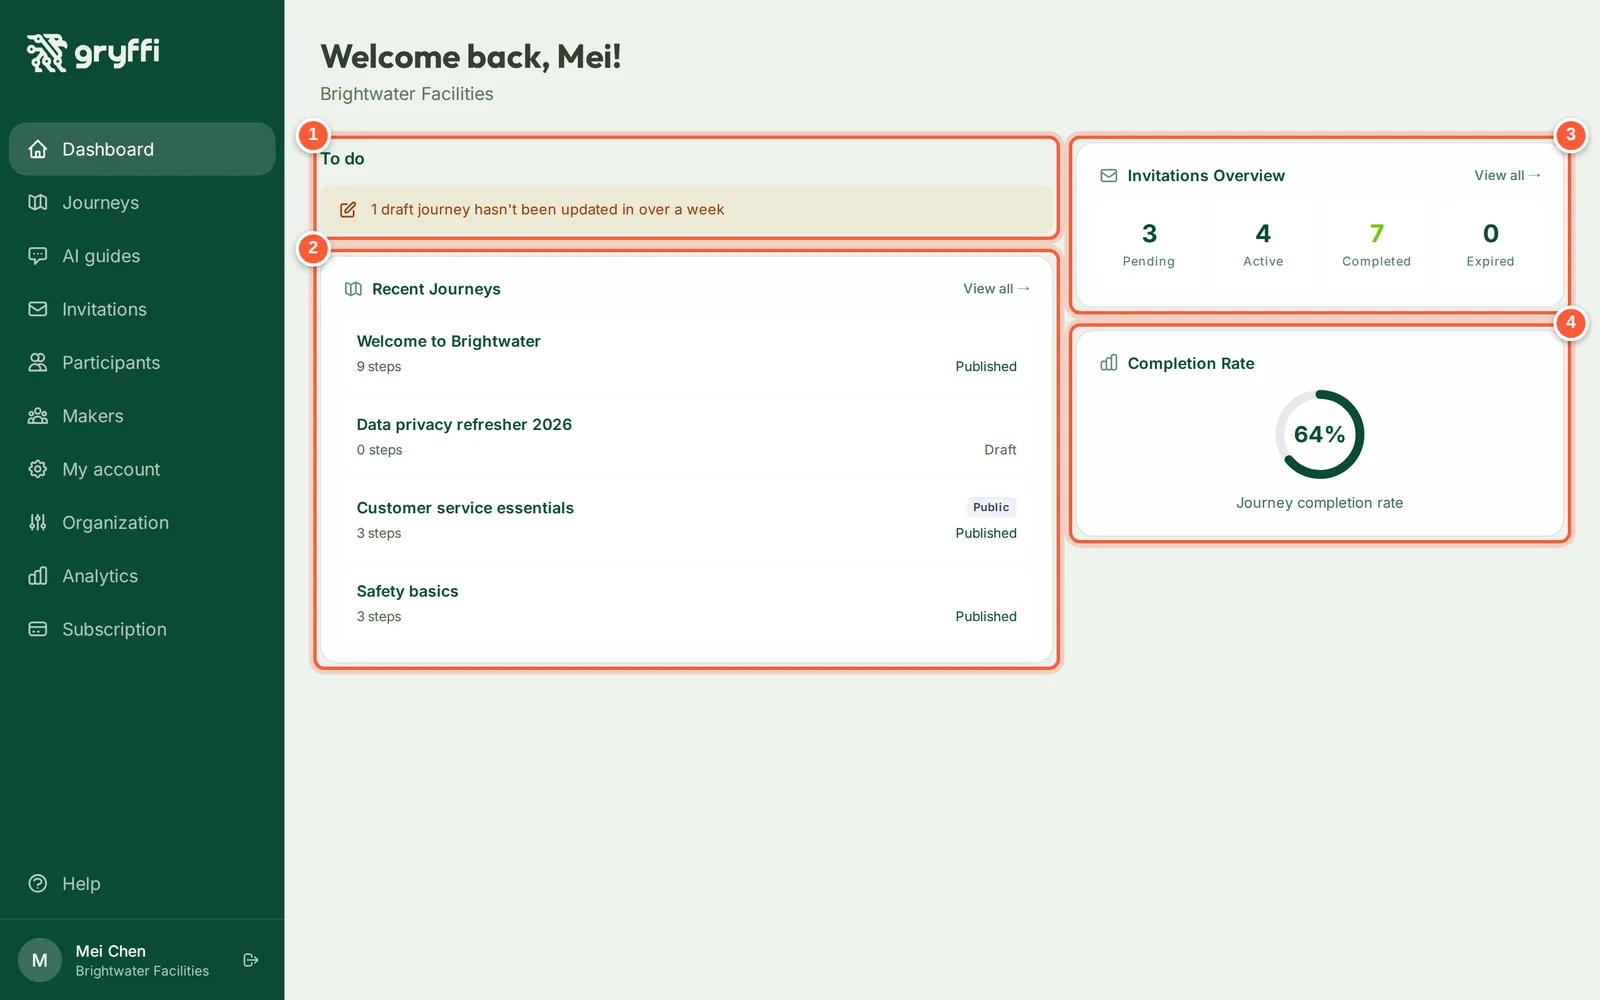 gryffi
Dashboard
Journeys
AI guides
Invitations
Participants
Makers
My account
Organization
Analytics
Subscription
Help
M
Mei Chen
Brightwater Facilities
Welcome back, Mei!
Brightwater Facilities
1
To do
1 draft journey hasn't been updated in over a week
2
Recent Journeys
View all →
Welcome to Brightwater
9 steps
Published
Data privacy refresher 2026
0 steps
Draft
Customer service essentials
Public
3 steps
Published
Safety basics
3 steps
Published
3
Invitations Overview
View all →
3
Pending
4
Active
7
Completed
0
Expired
4
Completion Rate
64%
Journey completion rate